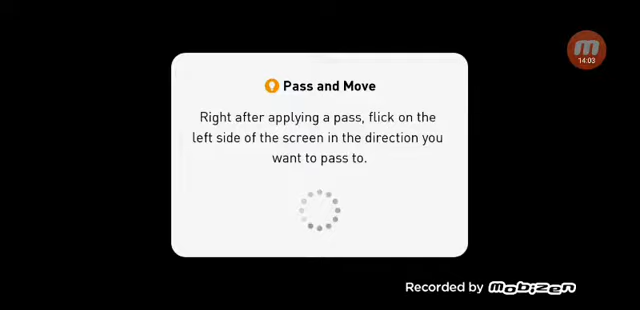 14:03
Pass and Move
Right after applying a pass, flick on the
left side of the screen in the direction you
want to pass to.
Recorded by Mobizen